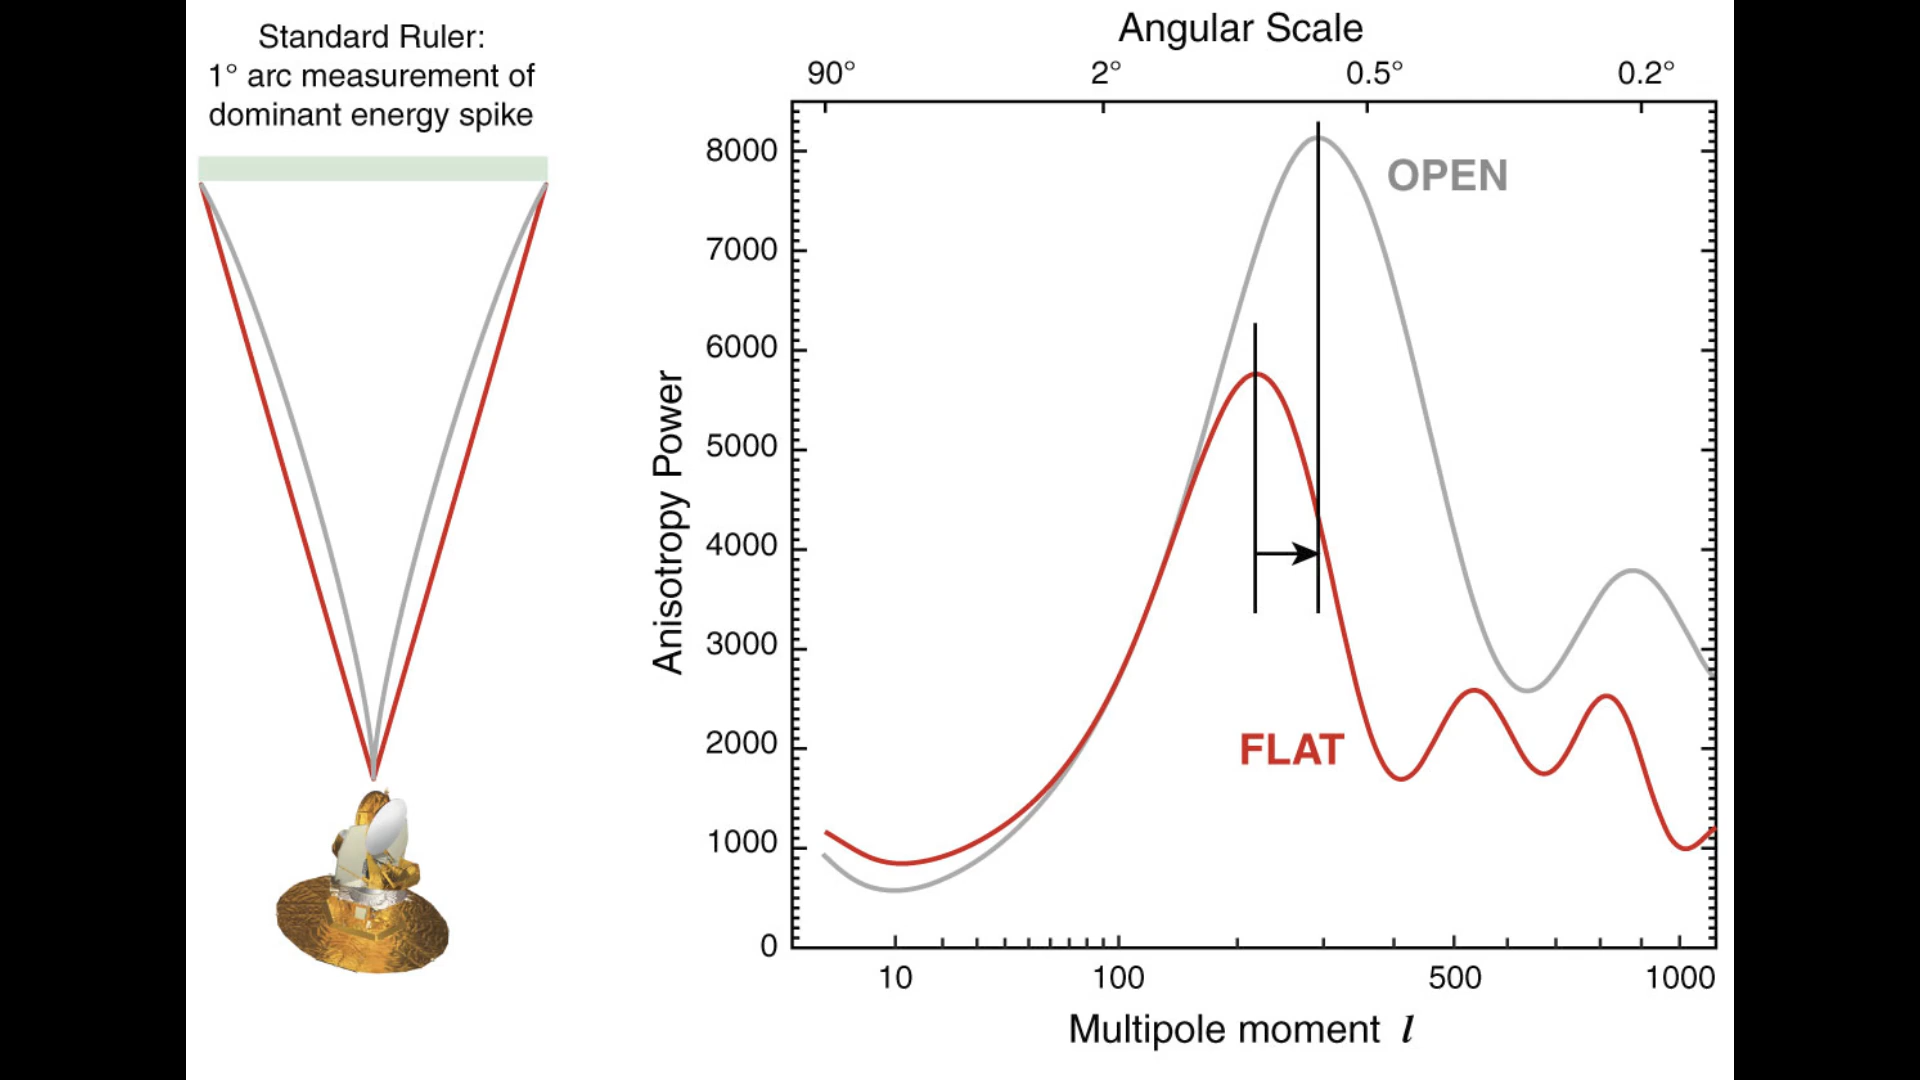 Standard Ruler:
1° arc measurement of
dominant energy spike
Angular Scale
90° 2° 0.5° 0.2°
8000
7000
6000
5000
4000
3000
2000
1000
0
Anisotropy Power
OPEN
FLAT
10 100 500 1000
Multipole moment l